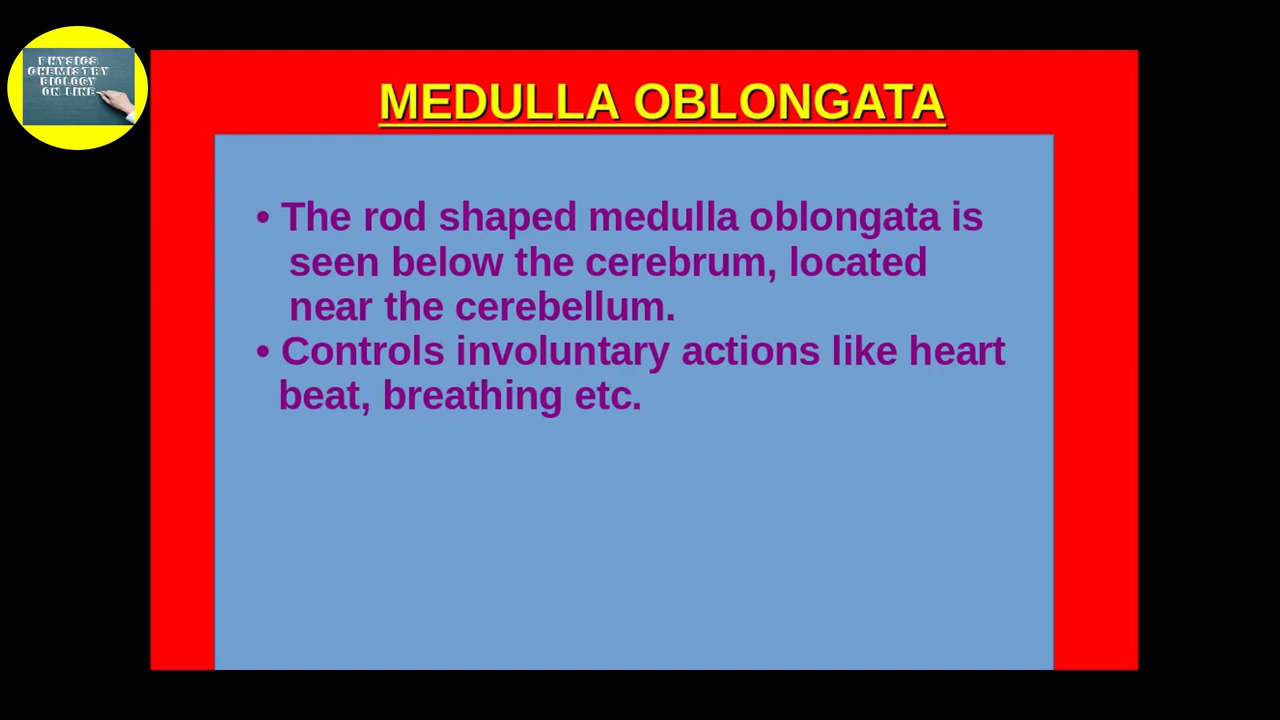 PHYSICS
CHEMISTRY
BIOLOGY
ON LINE
MEDULLA OBLONGATA
• The rod shaped medulla oblongata is
seen below the cerebrum, located
near the cerebellum.
• Controls involuntary actions like heart
beat, breathing etc.